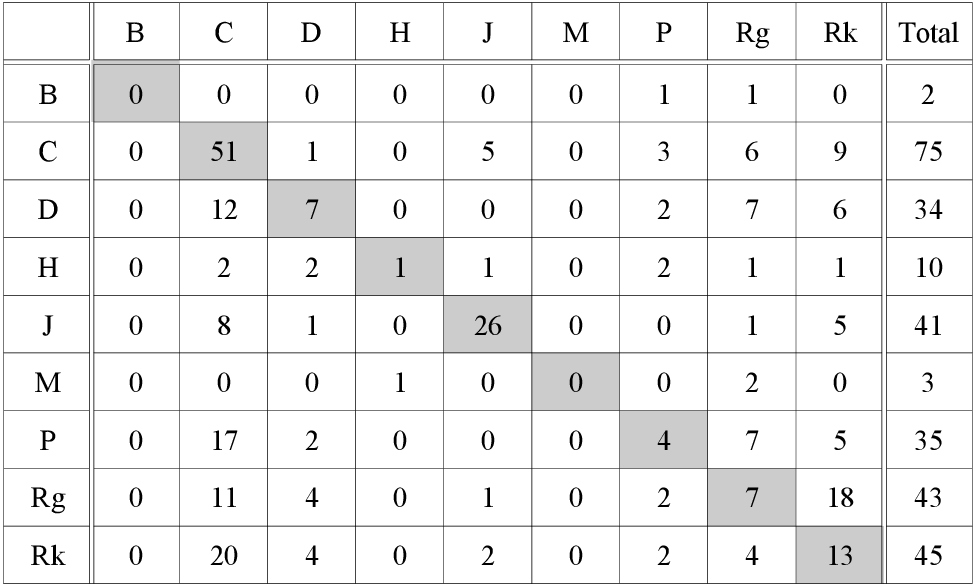 B C D H J M P Rg Rk Total
B 0 0 0 0 0 0 1 1 0 2
C 0 51 1 0 5 0 3 6 9 75
D 0 12 7 0 0 0 2 7 6 34
H 0 2 2 1 1 0 2 1 1 10
J 0 8 1 0 26 0 0 1 5 41
M 0 0 0 1 0 0 0 2 0 3
P 0 17 2 0 0 0 4 7 5 35
Rg 0 11 4 0 1 0 2 7 18 43
Rk 0 20 4 0 2 0 2 4 13 45